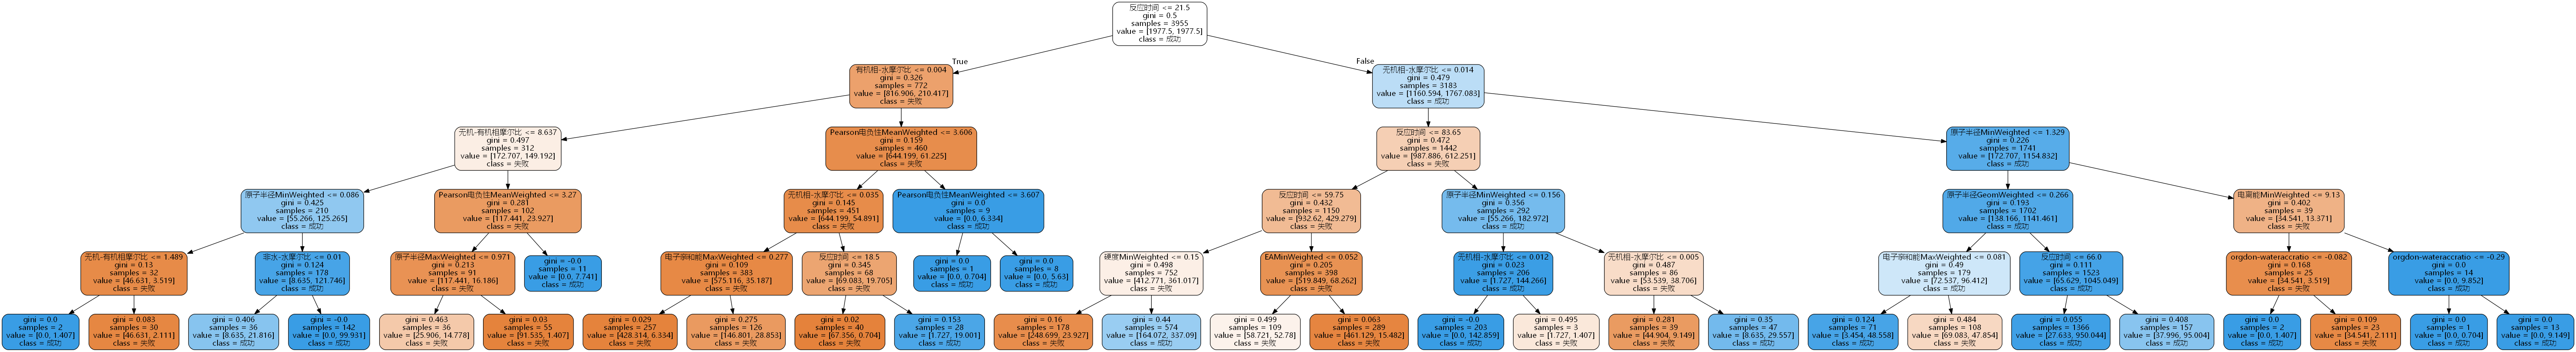 反应时间 <= 21.5
gini = 0.5
samples = 3955
value = [1977.5, 1977.5]
class = 成功
True
False
有机相-水摩尔比 <= 0.004
gini = 0.326
samples = 772
value = [816.906, 210.417]
class = 失败
无机相-水摩尔比 <= 0.014
gini = 0.479
samples = 3183
value = [1160.594, 1767.083]
class = 成功
无机-有机相摩尔比 <= 8.637
gini = 0.497
samples = 312
value = [172.707, 149.192]
class = 失败
Pearson电负性MeanWeighted <= 3.606
gini = 0.159
samples = 460
value = [644.199, 61.225]
class = 失败
反应时间 <= 83.65
gini = 0.472
samples = 1442
value = [987.886, 612.251]
class = 失败
原子半径MinWeighted <= 1.329
gini = 0.226
samples = 1741
value = [172.707, 1154.832]
class = 成功
原子半径MinWeighted <= 0.086
gini = 0.425
samples = 210
value = [55.266, 125.265]
class = 成功
Pearson电负性MeanWeighted <= 3.27
gini = 0.281
samples = 102
value = [117.441, 23.927]
class = 失败
无机相-水摩尔比 <= 0.035
gini = 0.145
samples = 451
value = [644.199, 54.891]
class = 失败
Pearson电负性MeanWeighted <= 3.607
gini = 0.0
samples = 9
value = [0.0, 6.334]
class = 成功
反应时间 <= 59.75
gini = 0.432
samples = 1150
value = [932.62, 429.279]
class = 失败
原子半径MinWeighted <= 0.156
gini = 0.356
samples = 292
value = [55.266, 182.972]
class = 成功
原子半径GeomWeighted <= 0.266
gini = 0.193
samples = 1702
value = [138.166, 1141.461]
class = 成功
电离能MinWeighted <= 9.13
gini = 0.402
samples = 39
value = [34.541, 13.371]
class = 失败
无机-有机相摩尔比 <= 1.489
gini = 0.13
samples = 32
value = [46.631, 3.519]
class = 失败
非水-水摩尔比 <= 0.01
gini = 0.124
samples = 178
value = [8.635, 121.746]
class = 成功
原子半径MaxWeighted <= 0.971
gini = 0.213
samples = 91
value = [117.441, 16.186]
class = 失败
gini = -0.0
samples = 11
value = [0.0, 7.741]
class = 成功
电子亲和能MaxWeighted <= 0.277
gini = 0.109
samples = 383
value = [575.116, 35.187]
class = 失败
反应时间 <= 18.5
gini = 0.345
samples = 68
value = [69.083, 19.705]
class = 失败
gini = 0.0
samples = 1
value = [0.0, 0.704]
class = 成功
gini = 0.0
samples = 8
value = [0.0, 5.63]
class = 成功
硬度MinWeighted <= 0.15
gini = 0.498
samples = 752
value = [412.771, 361.017]
class = 失败
EAMinWeighted <= 0.052
gini = 0.205
samples = 398
value = [519.849, 68.262]
class = 失败
无机相-水摩尔比 <= 0.012
gini = 0.023
samples = 206
value = [1.727, 144.266]
class = 成功
无机相-水摩尔比 <= 0.005
gini = 0.487
samples = 86
value = [53.539, 38.706]
class = 失败
电子亲和能MaxWeighted <= 0.081
gini = 0.49
samples = 179
value = [72.537, 96.412]
class = 成功
反应时间 <= 66.0
gini = 0.111
samples = 1523
value = [65.629, 1045.049]
class = 成功
orgdon-wateraccratio <= -0.082
gini = 0.168
samples = 25
value = [34.541, 3.519]
class = 失败
orgdon-wateraccratio <= -0.29
gini = 0.0
samples = 14
value = [0.0, 9.852]
class = 成功
gini = 0.0
samples = 2
value = [0.0, 1.407]
class = 成功
gini = 0.083
samples = 30
value = [46.631, 2.111]
class = 失败
gini = 0.406
samples = 36
value = [8.635, 21.816]
class = 成功
gini = -0.0
samples = 142
value = [0.0, 99.931]
class = 成功
gini = 0.463
samples = 36
value = [25.906, 14.778]
class = 失败
gini = 0.03
samples = 55
value = [91.535, 1.407]
class = 失败
gini = 0.029
samples = 257
value = [428.314, 6.334]
class = 失败
gini = 0.275
samples = 126
value = [146.801, 28.853]
class = 失败
gini = 0.02
samples = 40
value = [67.356, 0.704]
class = 失败
gini = 0.153
samples = 28
value = [1.727, 19.001]
class = 成功
gini = 0.16
samples = 178
value = [248.699, 23.927]
class = 失败
gini = 0.44
samples = 574
value = [164.072, 337.09]
class = 成功
gini = 0.499
samples = 109
value = [58.721, 52.78]
class = 失败
gini = 0.063
samples = 289
value = [461.129, 15.482]
class = 失败
gini = -0.0
samples = 203
value = [0.0, 142.859]
class = 成功
gini = 0.495
samples = 3
value = [1.727, 1.407]
class = 失败
gini = 0.281
samples = 39
value = [44.904, 9.149]
class = 失败
gini = 0.35
samples = 47
value = [8.635, 29.557]
class = 成功
gini = 0.124
samples = 71
value = [3.454, 48.558]
class = 成功
gini = 0.484
samples = 108
value = [69.083, 47.854]
class = 失败
gini = 0.055
samples = 1366
value = [27.633, 950.044]
class = 成功
gini = 0.408
samples = 157
value = [37.996, 95.004]
class = 成功
gini = 0.0
samples = 2
value = [0.0, 1.407]
class = 成功
gini = 0.109
samples = 23
value = [34.541, 2.111]
class = 失败
gini = 0.0
samples = 1
value = [0.0, 0.704]
class = 成功
gini = 0.0
samples = 13
value = [0.0, 9.149]
class = 成功